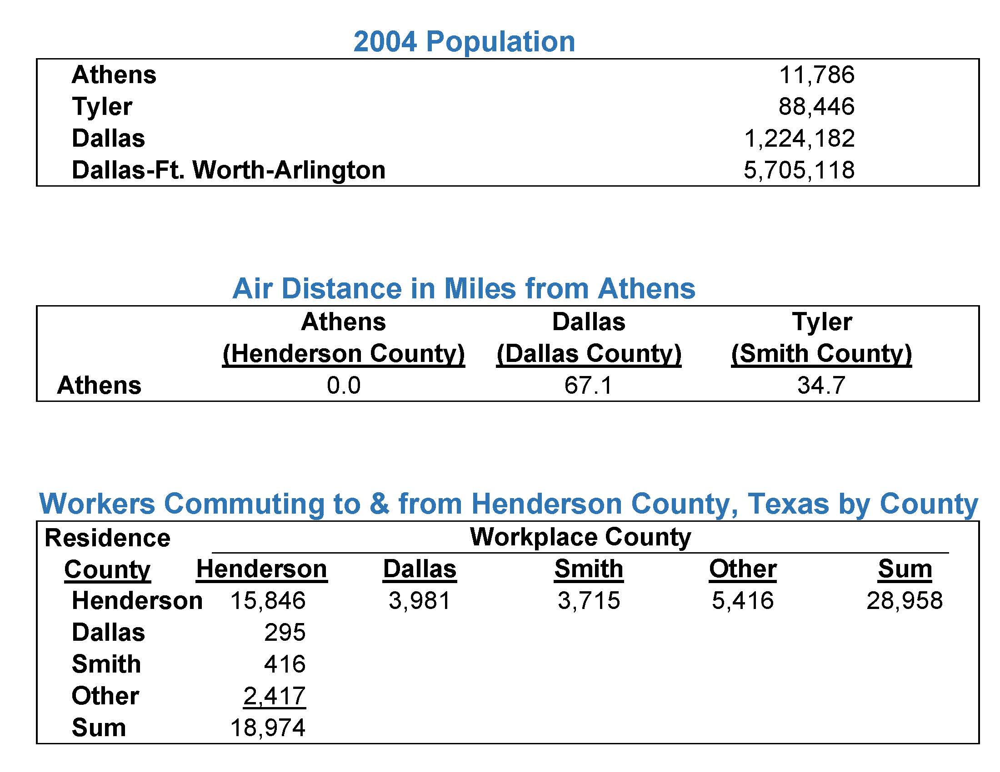 2004 Population
Athens 11,786
Tyler 88,446
Dallas 1,224,182
Dallas-Ft. Worth-Arlington 5,705,118
Air Distance in Miles from Athens
Athens Dallas Tyler
(Henderson County) (Dallas County) (Smith County)
Athens 0.0 67.1 34.7
Workers Commuting to & from Henderson County, Texas by County
Residence Workplace County
County Henderson Dallas Smith Other Sum
Henderson 15,846 3,981 3,715 5,416 28,958
Dallas 295
Smith 416
Other 2,417
Sum 18,974